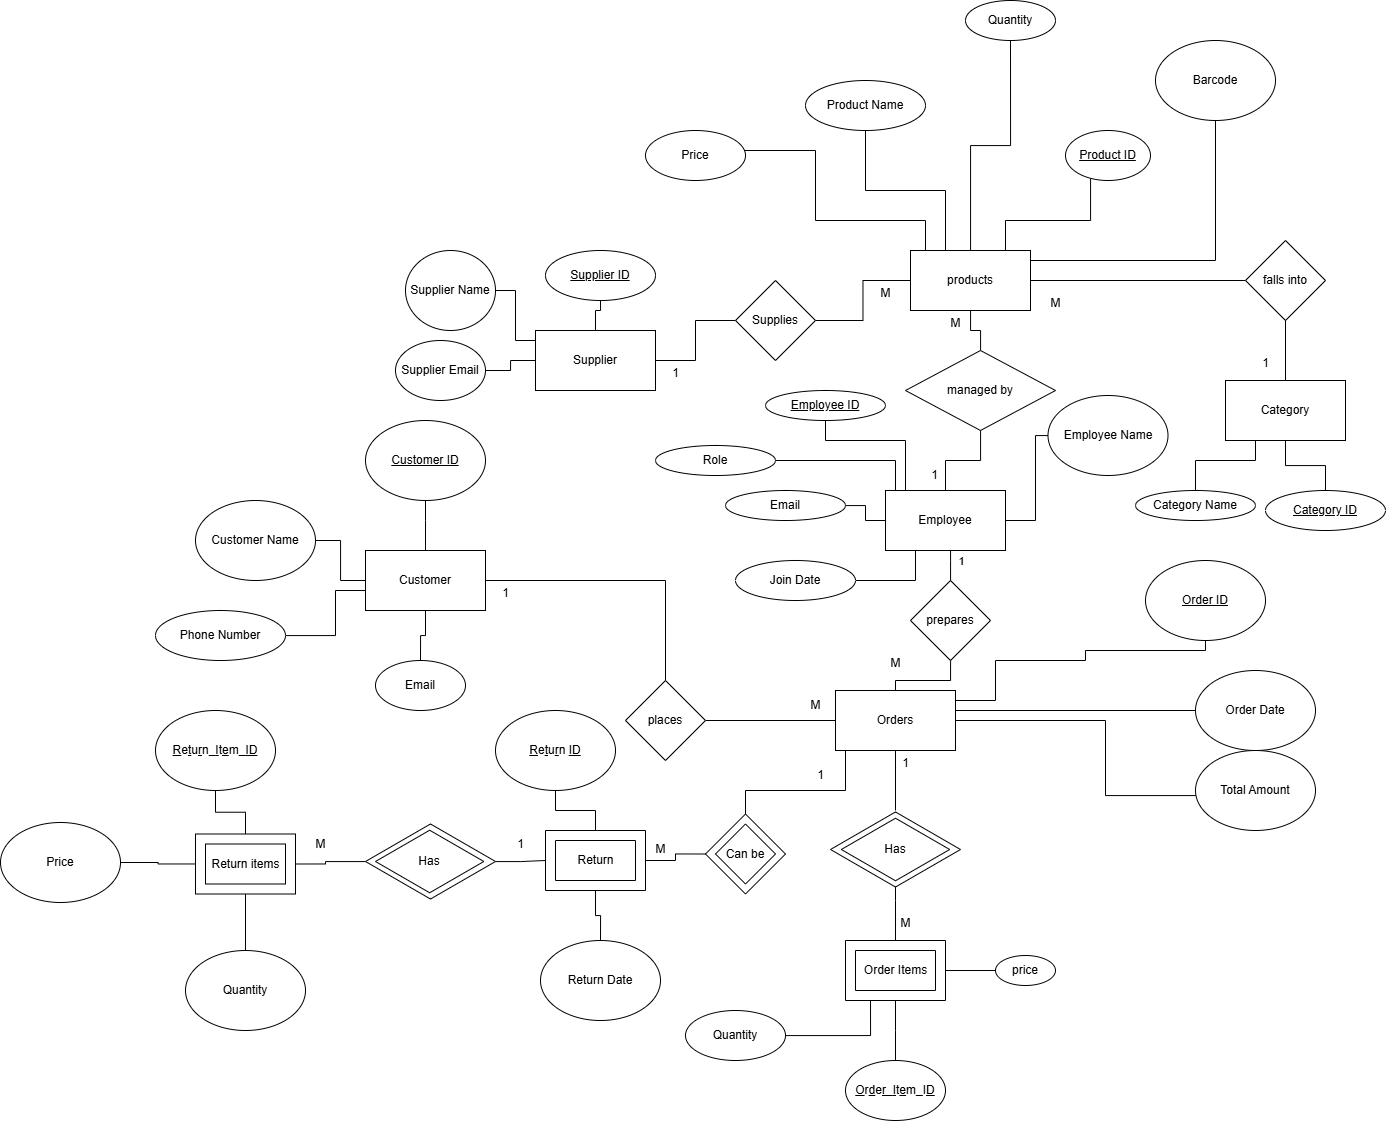 Quantity
Barcode
Product Name
Price
Product ID
Supplier Name
Supplier ID
products
falls into
M
M
Supplies
M
Supplier
Supplier Email
1
1
managed by
Category
Employee ID
Employee Name
Customer ID
Role
1
Email
Employee
Category Name
Category ID
Customer Name
1
Customer
Join Date
1
Order ID
prepares
Phone Number
M
Email
M
places
Orders
Order Date
Return_Item_ID
Return ID
1
1
Total Amount
M
1
M
Price
Return items
Has
Return
Can be
Has
M
Order Items
price
Return Date
Quantity
Quantity
Order_Item_ID